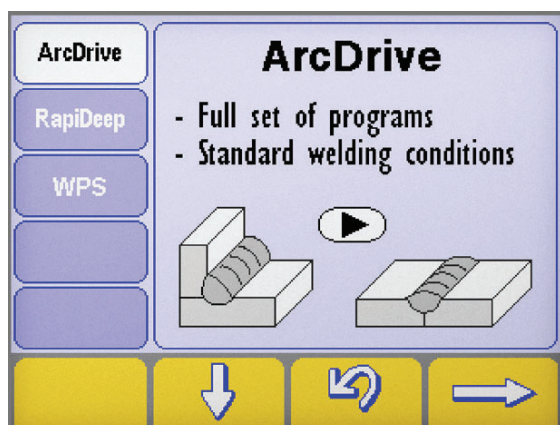 ArcDrive
RapiDeep
WPS
ArcDrive
- Full set of programs
- Standard welding conditions